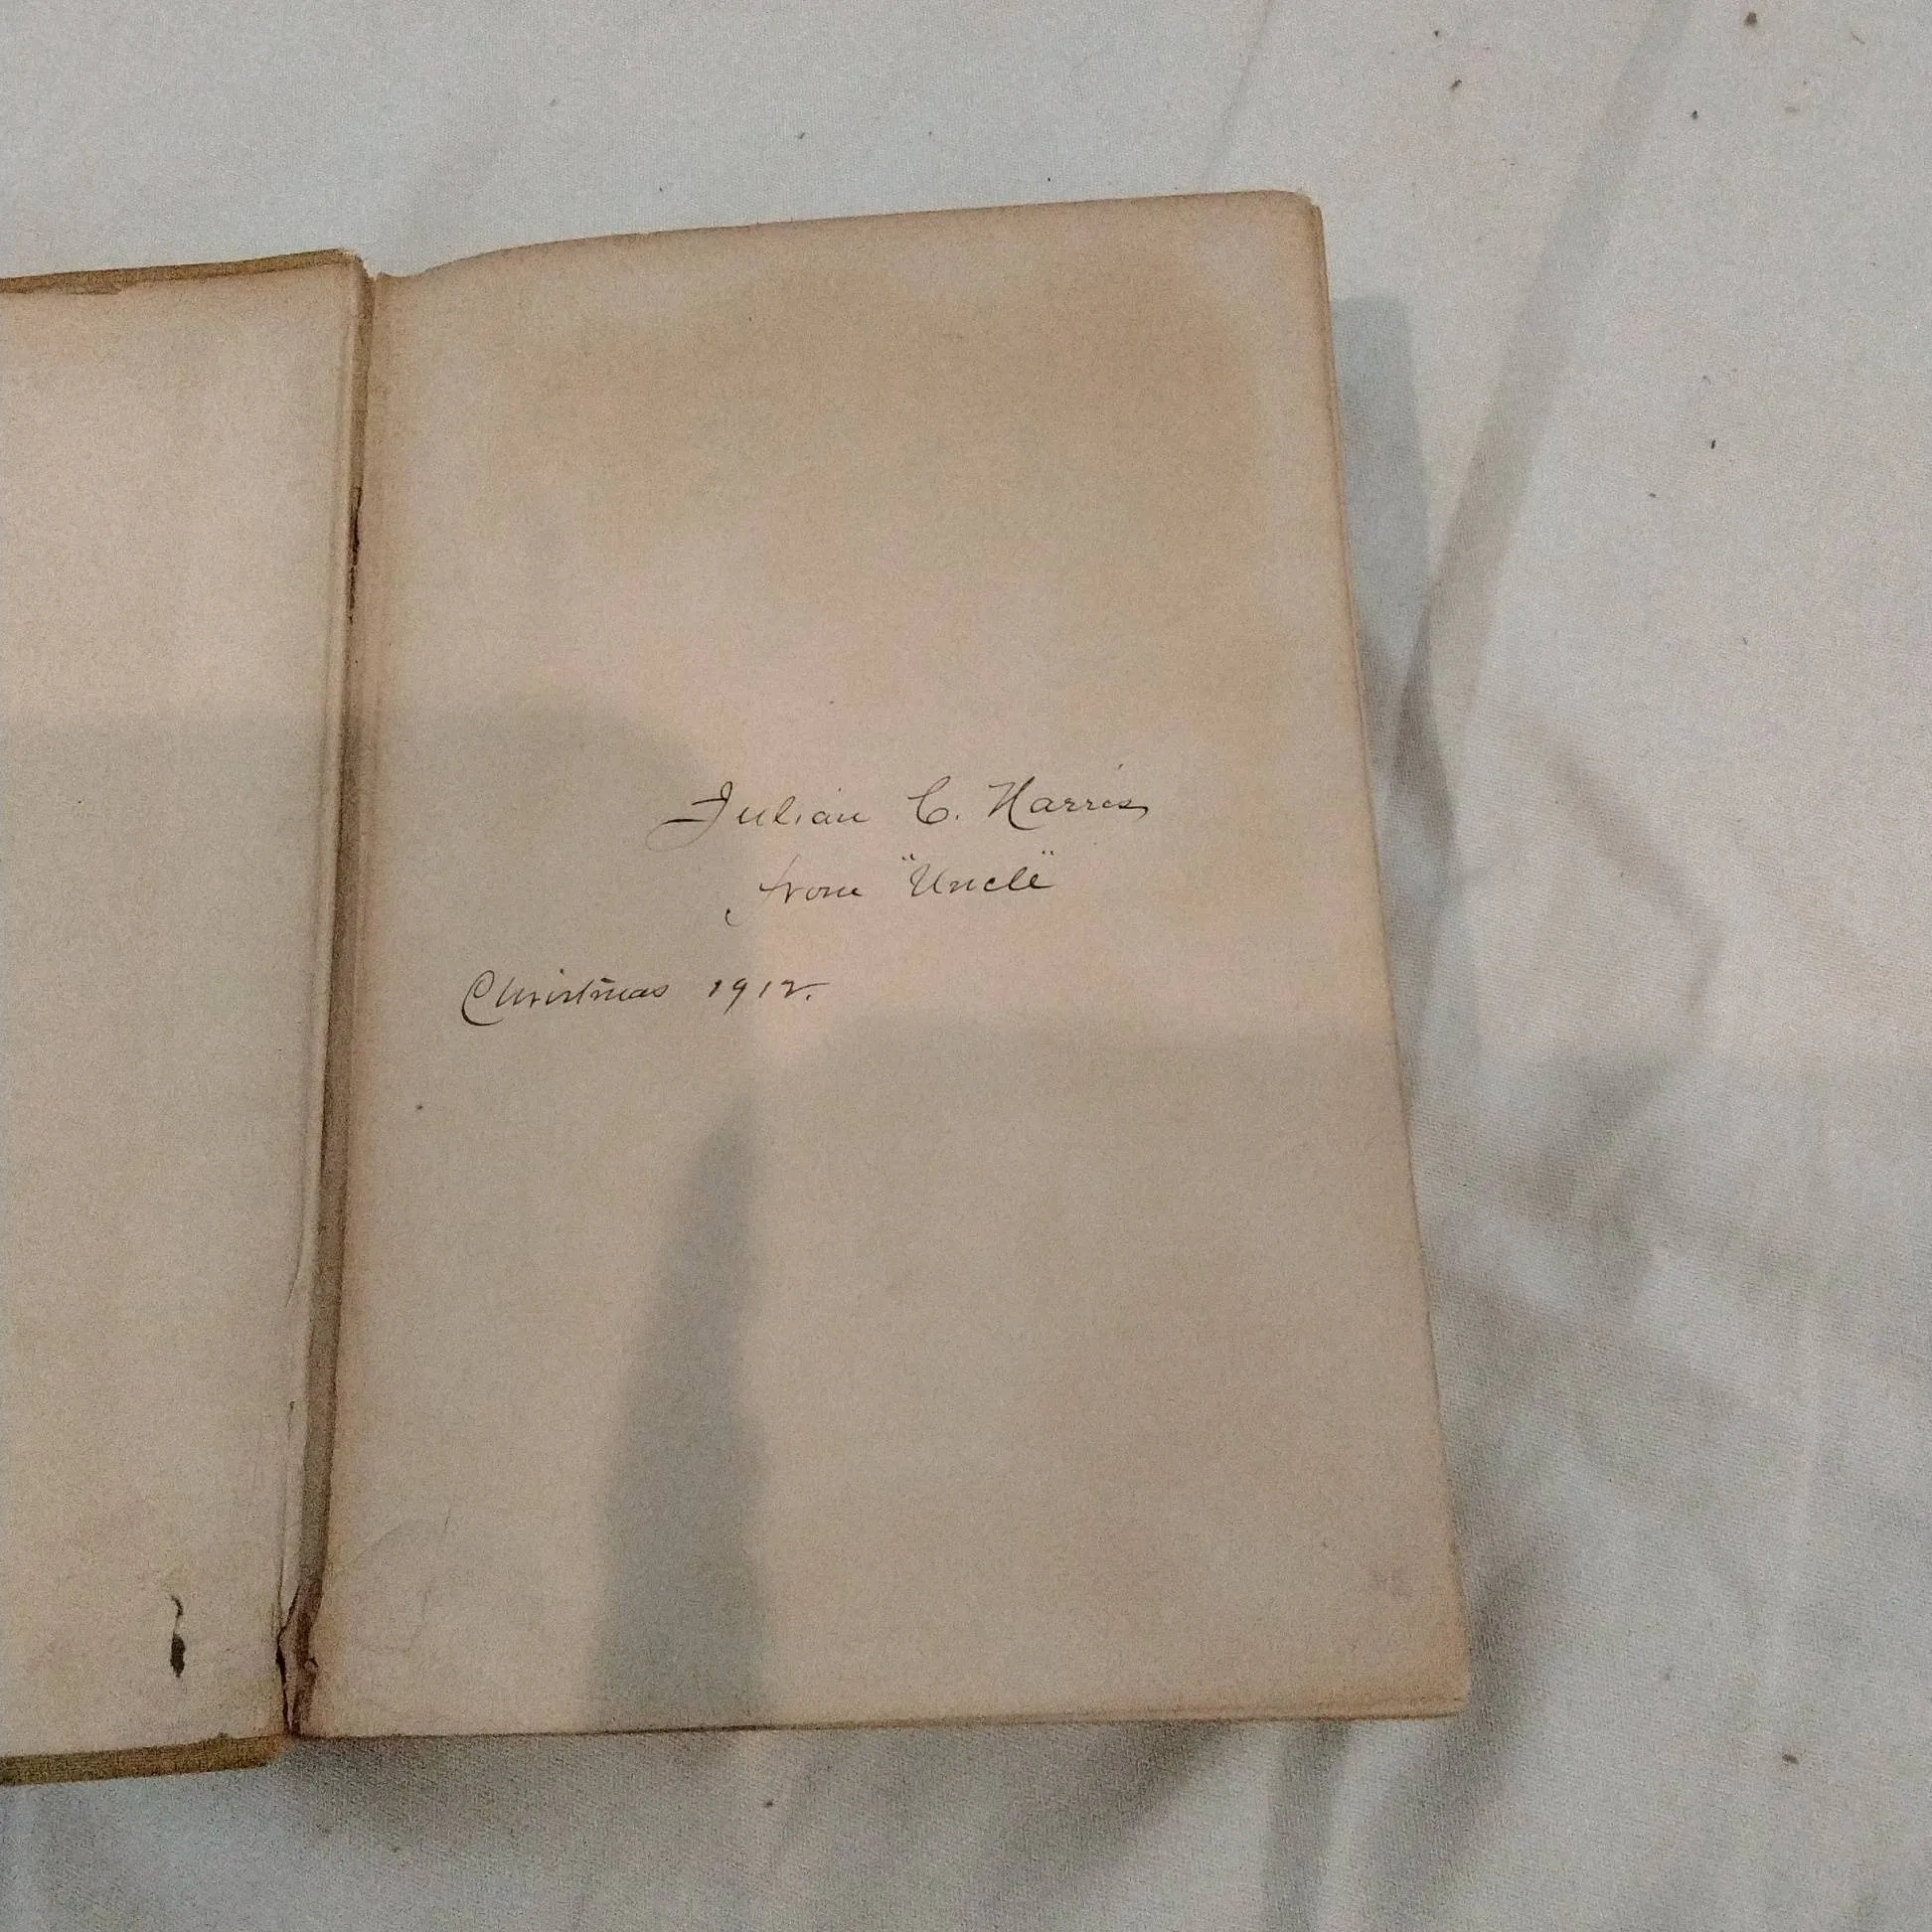 Julian C. Harris
from "Uncle"
Christmas 1912.